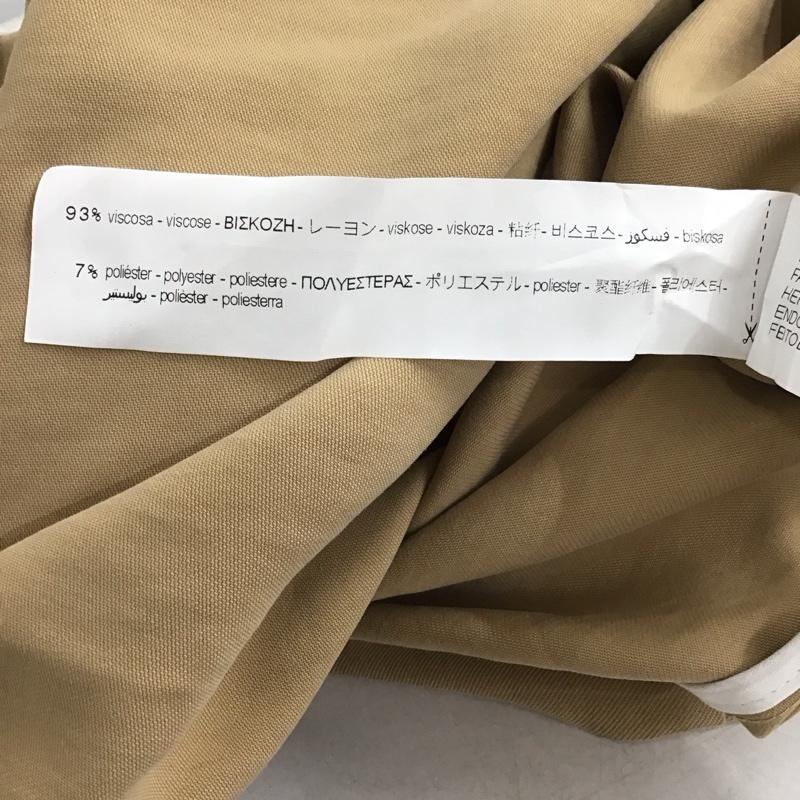 93% viscosa - viscose - ΒΙΣΚΟΖΗ - レーヨン - viskose - viskoza - 粘纤 - 비스코스 - فسكوز - biskosa
7% poliéster - polyester - poliestere - ΠΟΛΥΕΣΤΕΡΑΣ - ポリエステル - poliester - 聚酯纤维 - 폴리에스터 -
بوليستير - polièster - poliesterra